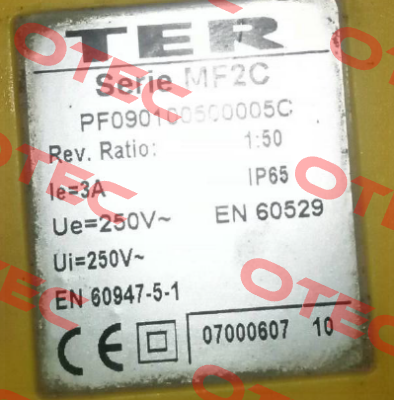 TER
Serie MF2C
PF090100500005C
Rev. Ratio: 1:50
Ie=3A IP65
Ue=250V~ EN 60529
Ui=250V~
EN 60947-5-1
CE 07000607 10
OTEC
OTEC
OTEC
OTEC
OTEC